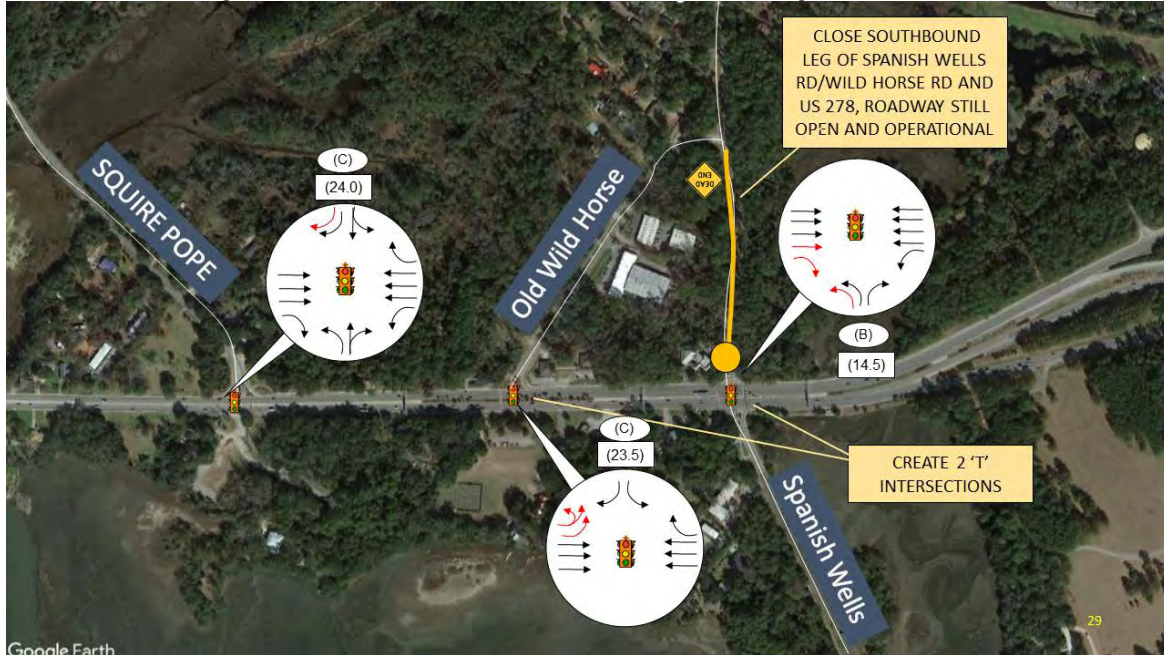 CLOSE SOUTHBOUND
LEG OF SPANISH WELLS
RD/WILD HORSE RD AND
US 278, ROADWAY STILL
OPEN AND OPERATIONAL
SQUIRE POPE
(C)
(24.0)
Old Wild Horse
DEAD
END
(B)
(14.5)
(C)
(23.5)
CREATE 2 'T'
INTERSECTIONS
Spanish Wells
29
Google Earth